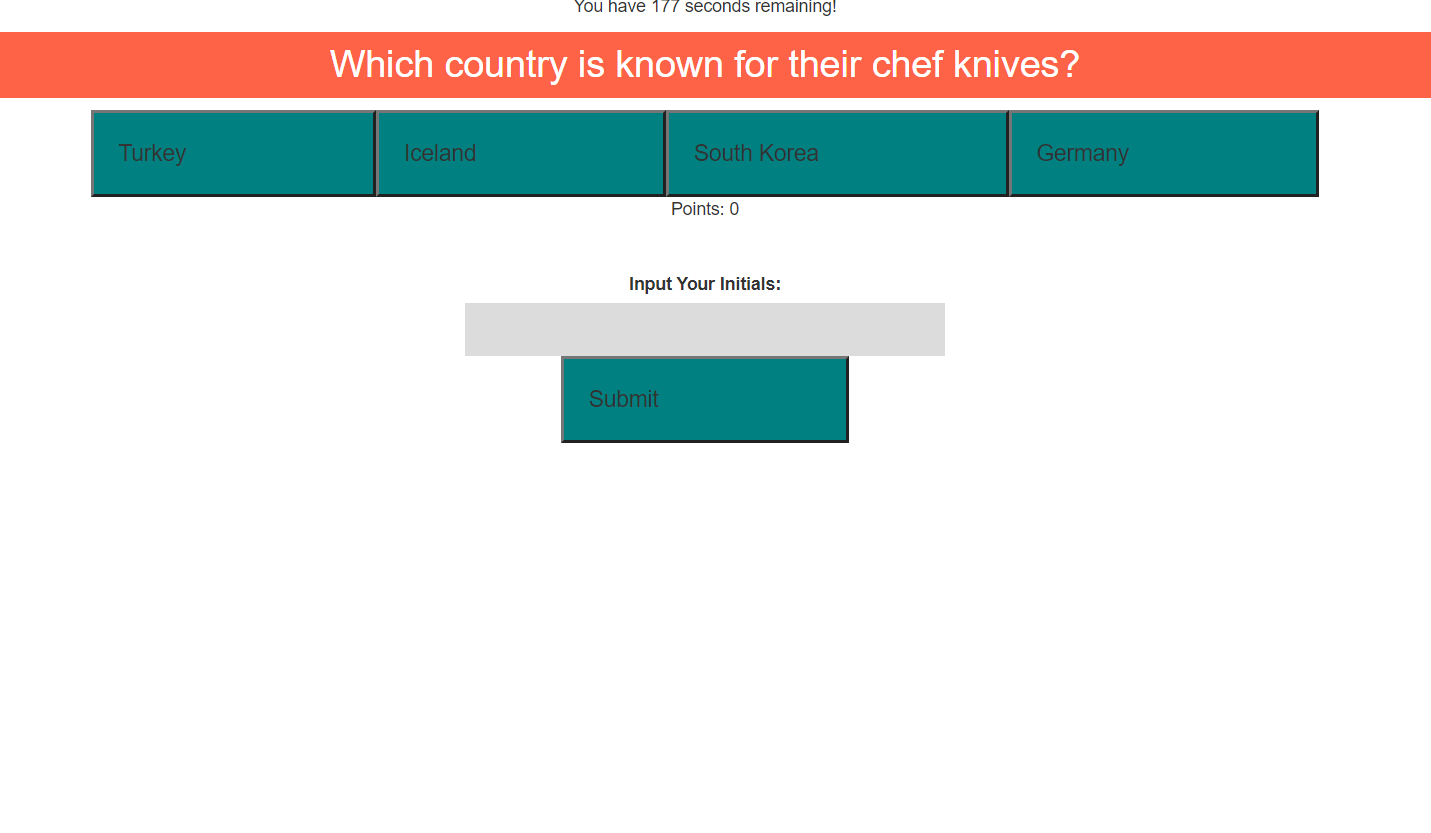 You have 177 seconds remaining!
Which country is known for their chef knives?
Turkey
Iceland
South Korea
Germany
Points: 0
Input Your Initials:
Submit